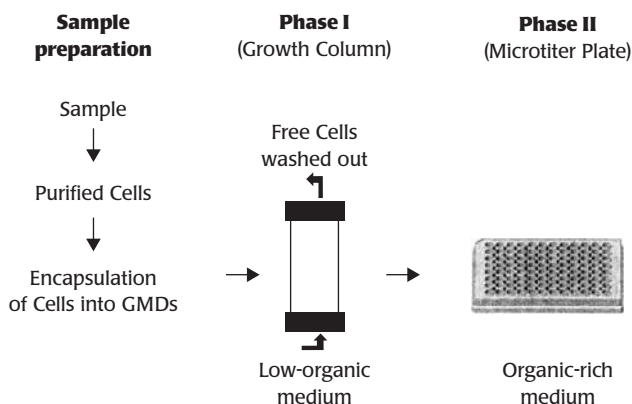 Sample
preparation
Phase I
(Growth Column)
Phase II
(Microtiter Plate)
Sample
Purified Cells
Encapsulation
of Cells into GMDs
Free Cells
washed out
Low-organic
medium
Organic-rich
medium